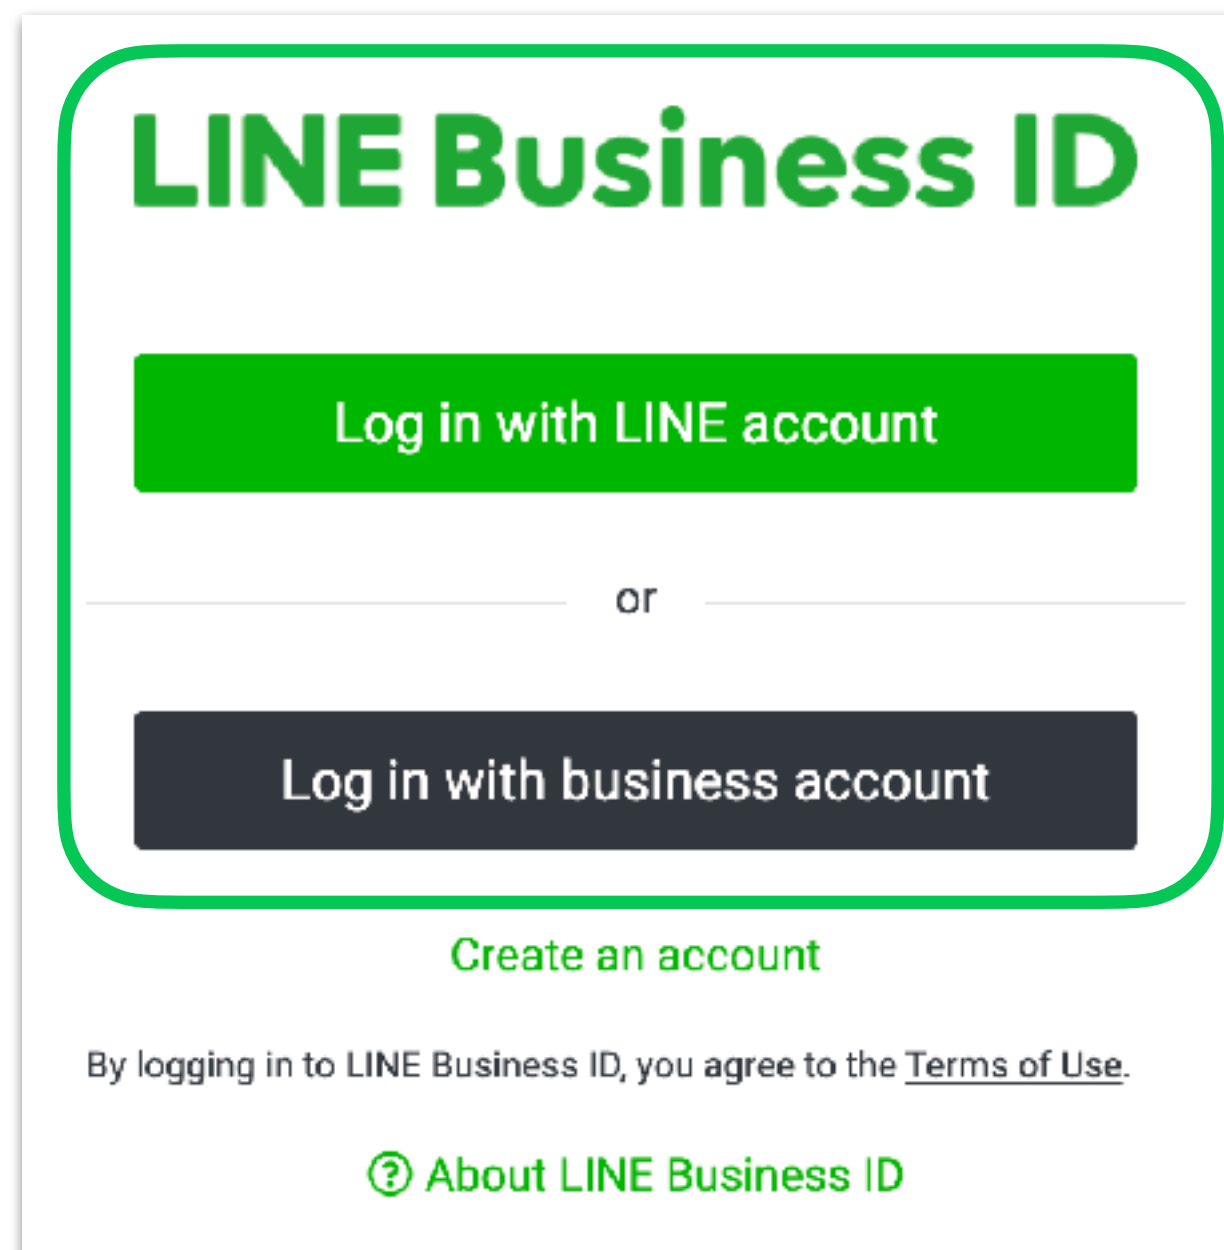 LINE Business ID
Log in with LINE account
or
Log in with business account
Create an account
By logging in to LINE Business ID, you agree to the Terms of Use.
? About LINE Business ID